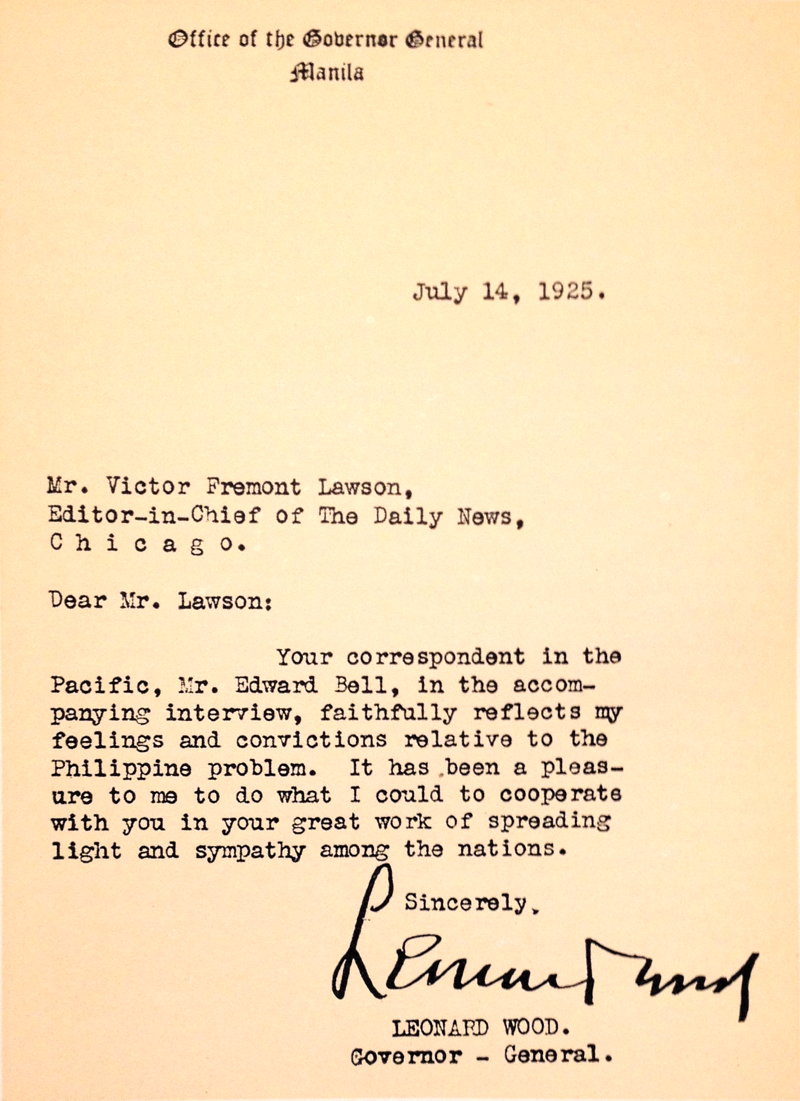 Office of the Governor General
Manila
July 14, 1925.
Mr. Victor Fremont Lawson,
Editor-in-Chief of The Daily News,
C h i c a g o.
Dear Mr. Lawson:
Your correspondent in the
Pacific, Mr. Edward Bell, in the accom-
panying interview, faithfully reflects my
feelings and convictions relative to the
Philippine problem. It has been a pleas-
ure to me to do what I could to cooperate
with you in your great work of spreading
light and sympathy among the nations.
Sincerely,
Leonard Wood
LEONARD WOOD.
Governor - General.